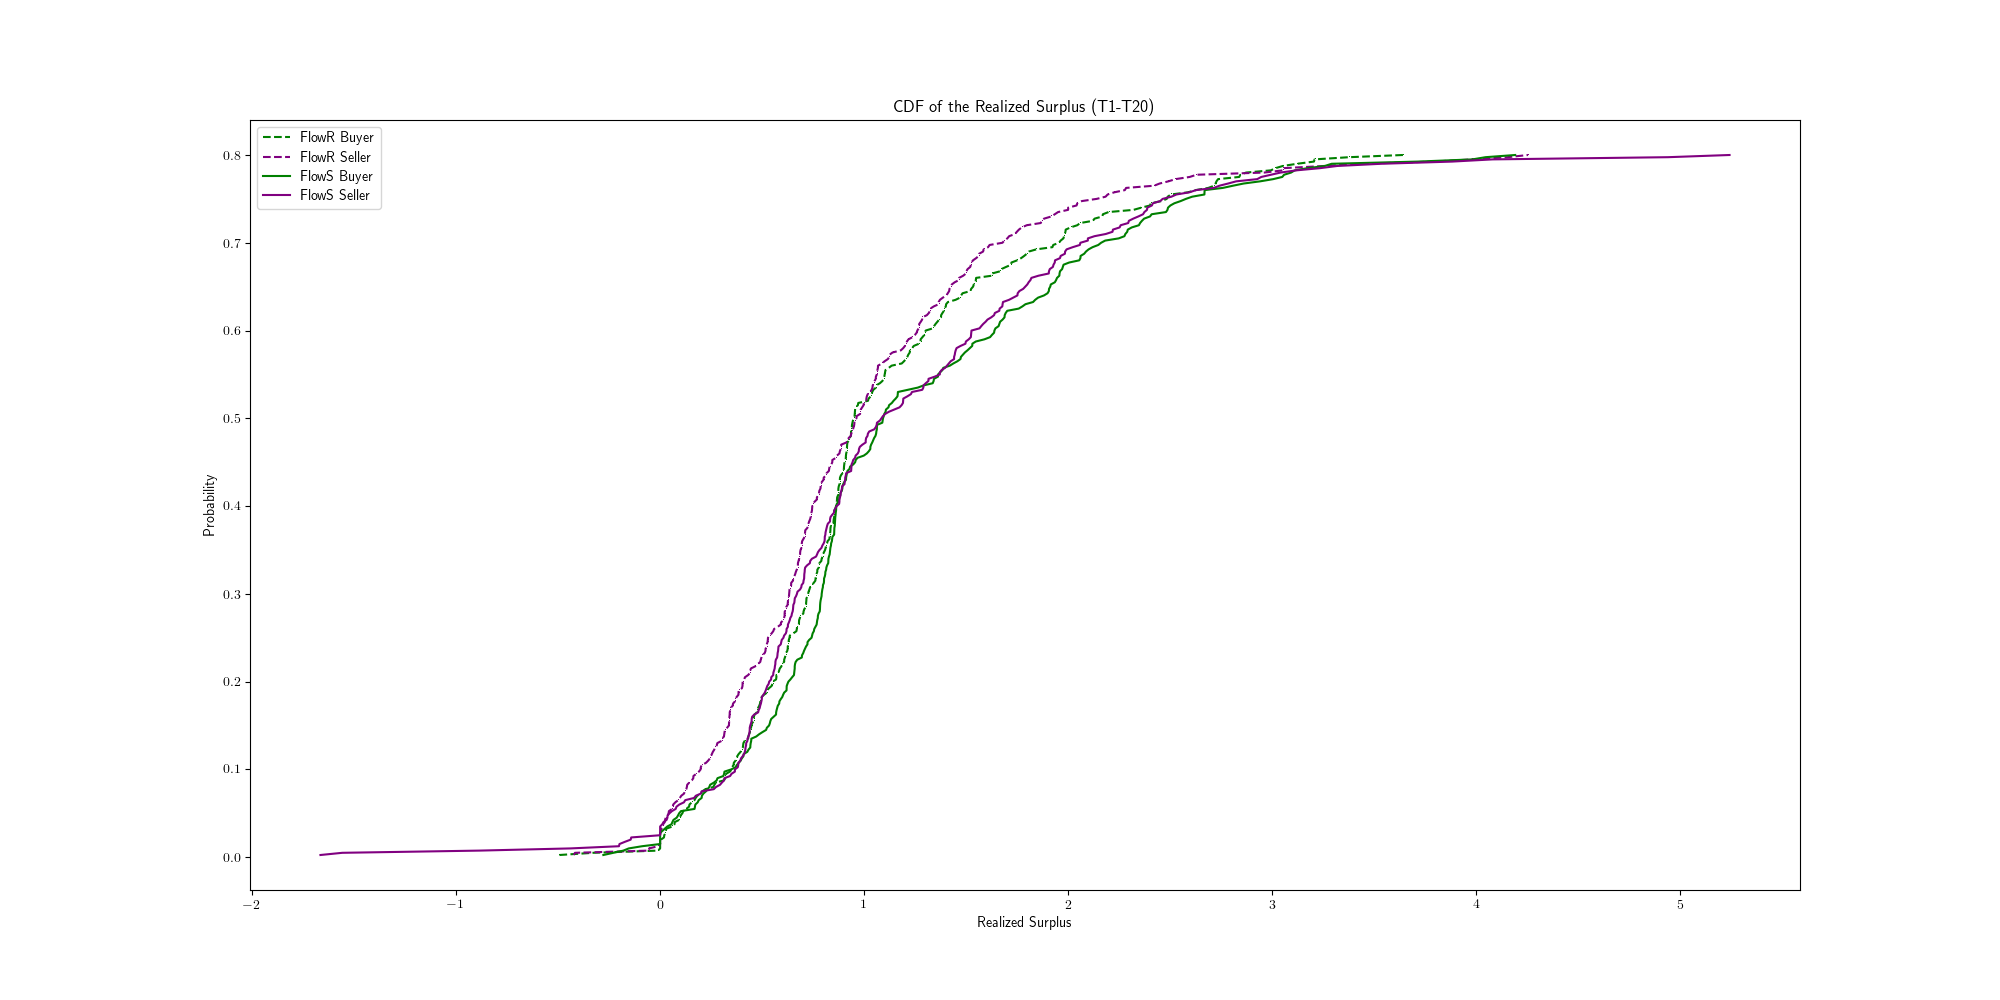 CDF of the Realized Surplus (T1-T20)
FlowR Buyer
FlowR Seller
FlowS Buyer
FlowS Seller
0.8
0.7
0.6
0.5
0.4
0.3
0.2
0.1
0.0
Probability
−2 −1 0 1 2 3 4 5
Realized Surplus